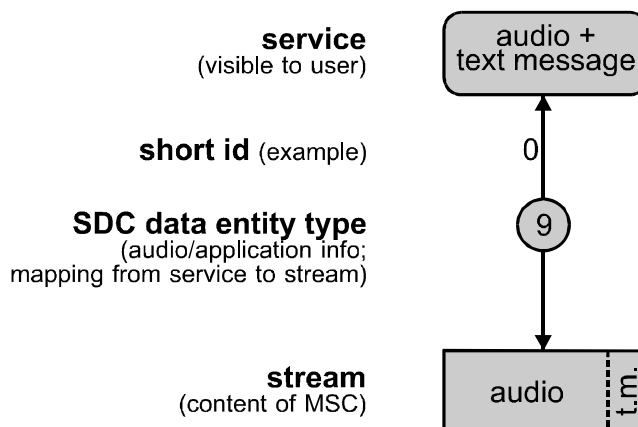 service
(visible to user)
audio +
text message
short id (example)
0
SDC data entity type
(audio/application info;
mapping from service to stream)
9
stream
(content of MSC)
audio
t.m.